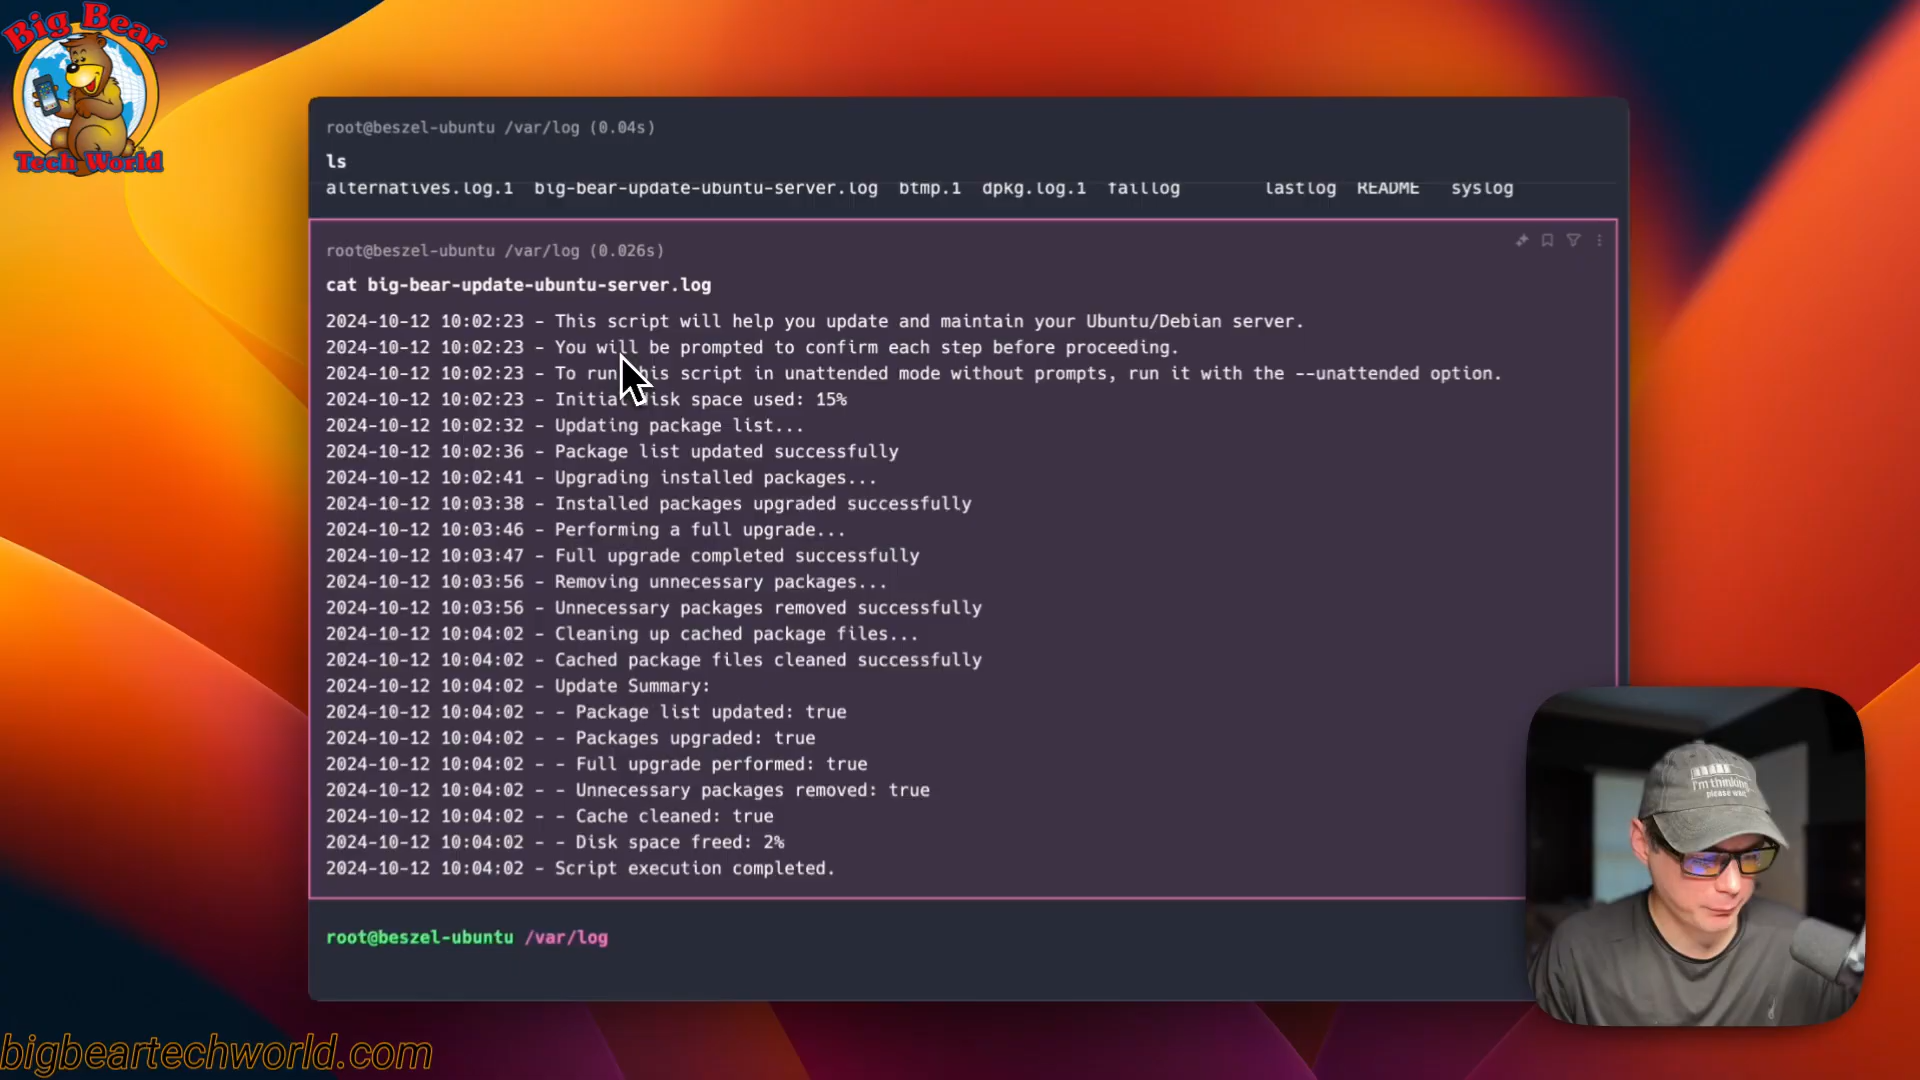 Big Bear
Tech World
root@beszel-ubuntu /var/log (0.04s)
ls
alternatives.log.1 big-bear-update-ubuntu-server.log btmp.1 dpkg.log.1 faillog lastlog README syslog
root@beszel-ubuntu /var/log (0.026s)
cat big-bear-update-ubuntu-server.log
2024-10-12 10:02:23 - This script will help you update and maintain your Ubuntu/Debian server.
2024-10-12 10:02:23 - You will be prompted to confirm each step before proceeding.
2024-10-12 10:02:23 - To run this script in unattended mode without prompts, run it with the --unattended option.
2024-10-12 10:02:23 - Initial disk space used: 15%
2024-10-12 10:02:32 - Updating package list...
2024-10-12 10:02:36 - Package list updated successfully
2024-10-12 10:02:41 - Upgrading installed packages...
2024-10-12 10:03:38 - Installed packages upgraded successfully
2024-10-12 10:03:46 - Performing a full upgrade...
2024-10-12 10:03:47 - Full upgrade completed successfully
2024-10-12 10:03:56 - Removing unnecessary packages...
2024-10-12 10:03:56 - Unnecessary packages removed successfully
2024-10-12 10:04:02 - Cleaning up cached package files...
2024-10-12 10:04:02 - Cached package files cleaned successfully
2024-10-12 10:04:02 - Update Summary:
2024-10-12 10:04:02 - - Package list updated: true
2024-10-12 10:04:02 - - Packages upgraded: true
2024-10-12 10:04:02 - - Full upgrade performed: true
2024-10-12 10:04:02 - - Unnecessary packages removed: true
2024-10-12 10:04:02 - - Cache cleaned: true
2024-10-12 10:04:02 - - Disk space freed: 2%
2024-10-12 10:04:02 - Script execution completed.
root@beszel-ubuntu /var/log
I'm thinking
please wait
bigbeartechworld.com